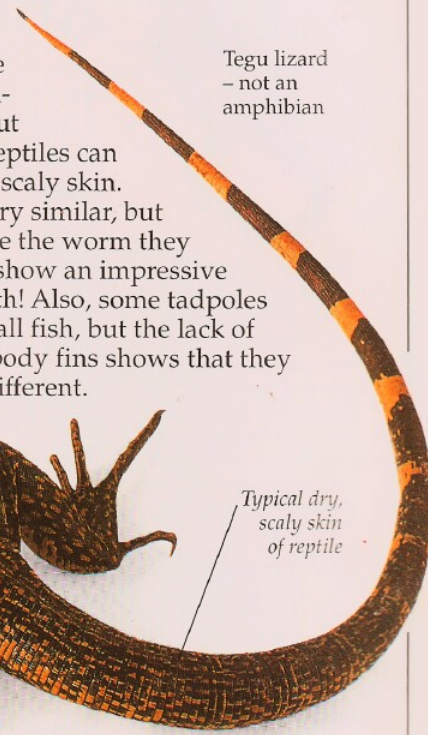 e
-
ut
eptiles can
scaly skin.
ry similar, but
e the worm they
show an impressive
th! Also, some tadpoles
all fish, but the lack of
body fins shows that they
ifferent.
Tegu lizard
– not an
amphibian
Typical dry,
scaly skin
of reptile